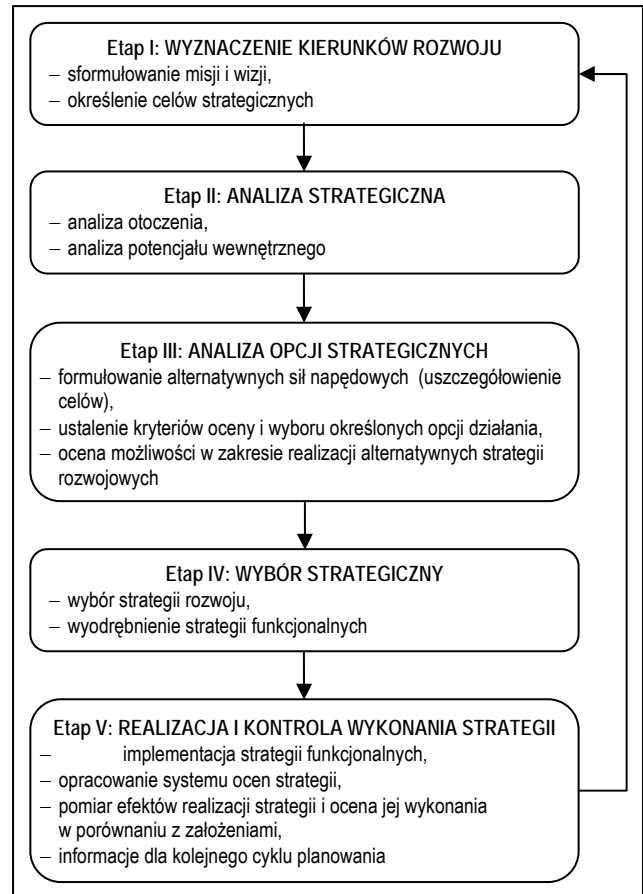 Etap I: WYZNACZENIE KIERUNKÓW ROZWOJU
– sformułowanie misji i wizji,
– określenie celów strategicznych
Etap II: ANALIZA STRATEGICZNA
– analiza otoczenia,
– analiza potencjału wewnętrznego
Etap III: ANALIZA OPCJI STRATEGICZNYCH
– formułowanie alternatywnych sił napędowych (uszczegółowienie
celów),
– ustalenie kryteriów oceny i wyboru określonych opcji działania,
– ocena możliwości w zakresie realizacji alternatywnych strategii
rozwojowych
Etap IV: WYBÓR STRATEGICZNY
– wybór strategii rozwoju,
– wyodrębnienie strategii funkcjonalnych
Etap V: REALIZACJA I KONTROLA WYKONANIA STRATEGII
– implementacja strategii funkcjonalnych,
– opracowanie systemu ocen strategii,
– pomiar efektów realizacji strategii i ocena jej wykonania
w porównaniu z założeniami,
– informacje dla kolejnego cyklu planowania